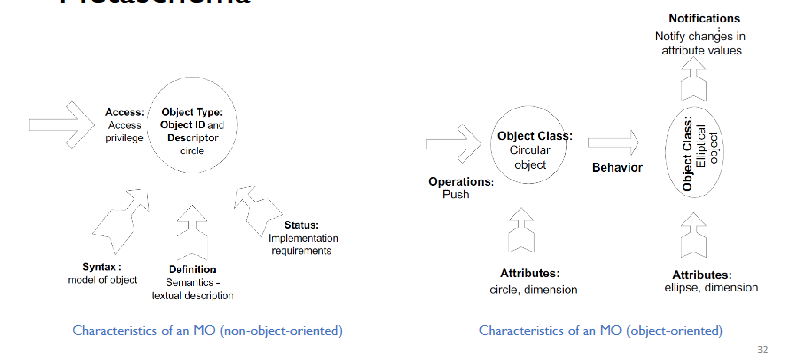 Access:
Access
privilege
Object Type:
Object ID and
Descriptor
circle
Syntax :
model of object
Definition
Semantics -
textual description
Status:
Implementation
requirements
Characteristics of an MO (non-object-oriented)
Notifications
Notify changes in
attribute values
Operations:
Push
Object Class:
Circular
object
Behavior
Object Class:
Elliptical
object
Attributes:
circle, dimension
Attributes:
ellipse, dimension
Characteristics of an MO (object-oriented)
32